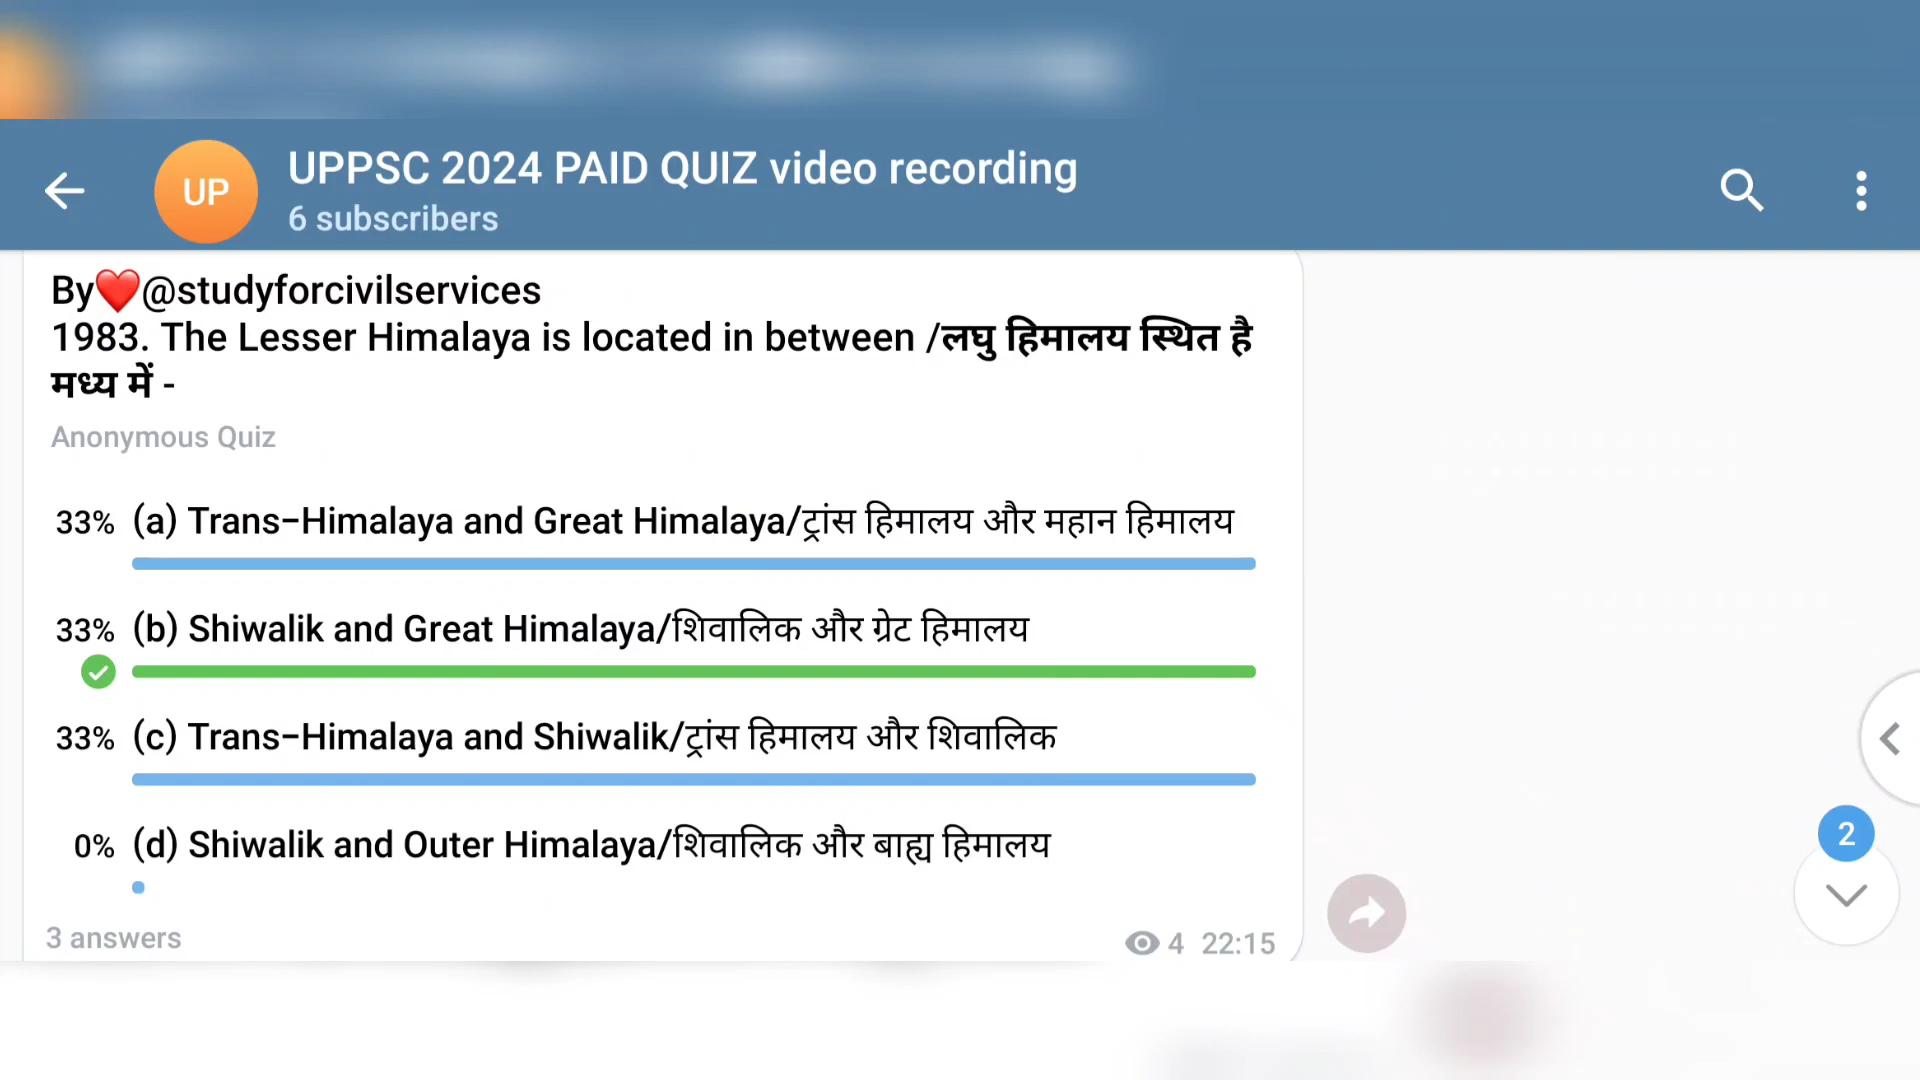 UP
UPPSC 2024 PAID QUIZ video recording
6 subscribers
By❤️@studyforcivilservices
1983. The Lesser Himalaya is located in between /लघु हिमालय स्थित है
मध्य में -
Anonymous Quiz
33% (a) Trans-Himalaya and Great Himalaya/ट्रांस हिमालय और महान हिमालय
33% (b) Shiwalik and Great Himalaya/शिवालिक और ग्रेट हिमालय
33% (c) Trans-Himalaya and Shiwalik/ट्रांस हिमालय और शिवालिक
0% (d) Shiwalik and Outer Himalaya/शिवालिक और बाह्य हिमालय
2
3 answers
4 22:15